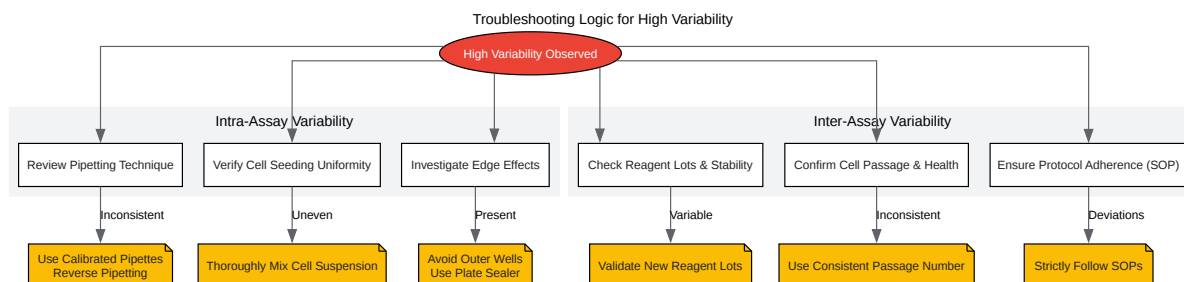 Troubleshooting Logic for High Variability
High Variability Observed
Intra-Assay Variability
Inter-Assay Variability
Review Pipetting Technique
Verify Cell Seeding Uniformity
Investigate Edge Effects
Check Reagent Lots & Stability
Confirm Cell Passage & Health
Ensure Protocol Adherence (SOP)
Inconsistent
Uneven
Present
Variable
Inconsistent
Deviations
Use Calibrated Pipettes
Reverse Pipetting
Thoroughly Mix Cell Suspension
Avoid Outer Wells
Use Plate Sealer
Validate New Reagent Lots
Use Consistent Passage Number
Strictly Follow SOPs